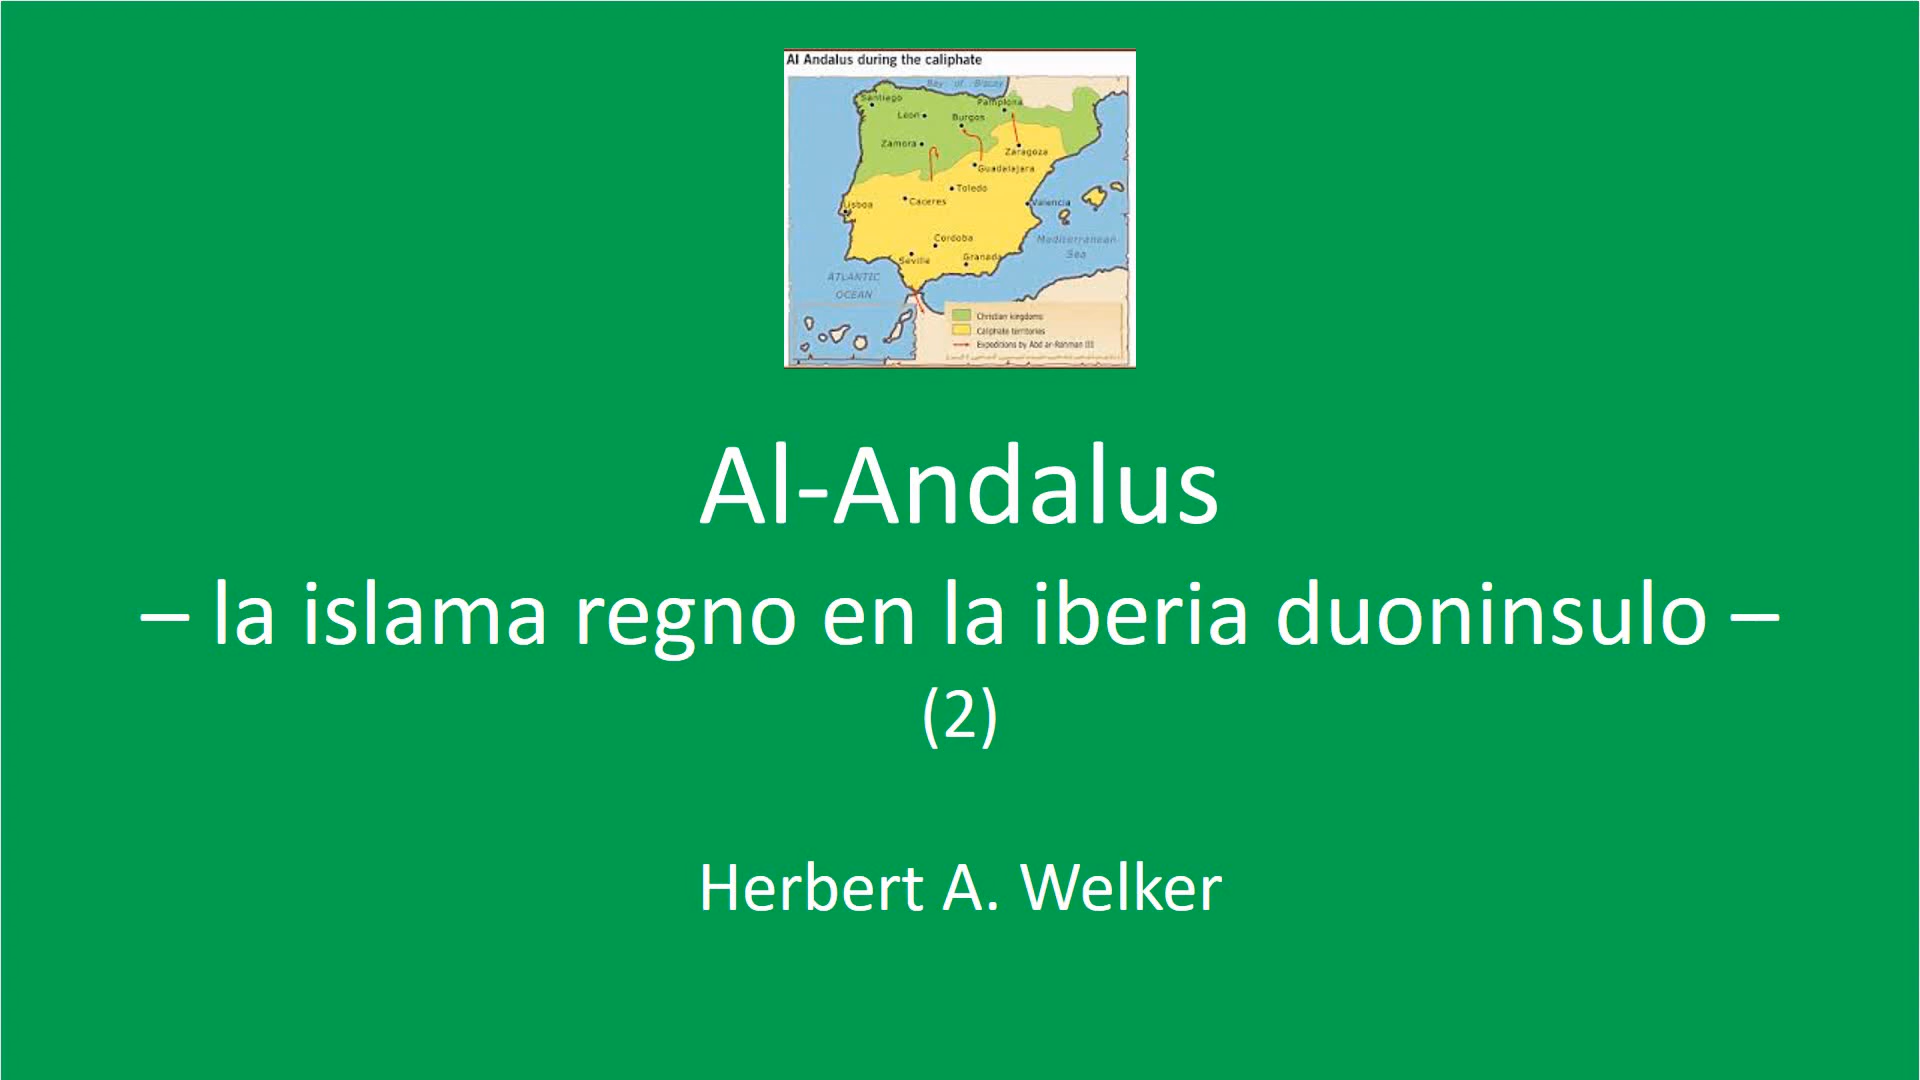 Al Andalus during the caliphate
Bay of Biscay
Santiago
Pamplona
Léon
Burgos
Zamora
Zaragoza
Guadalajara
Toledo
Caceres
Lisboa
Valencia
Cordoba
Mediterranean
Sea
Seville
Granada
ATLANTIC
OCEAN
Christian kingdoms
Caliphate territories
Expeditions by Abd ar-Rahman III
Al-Andalus
– la islama regno en la iberia duoninsulo –
(2)
Herbert A. Welker